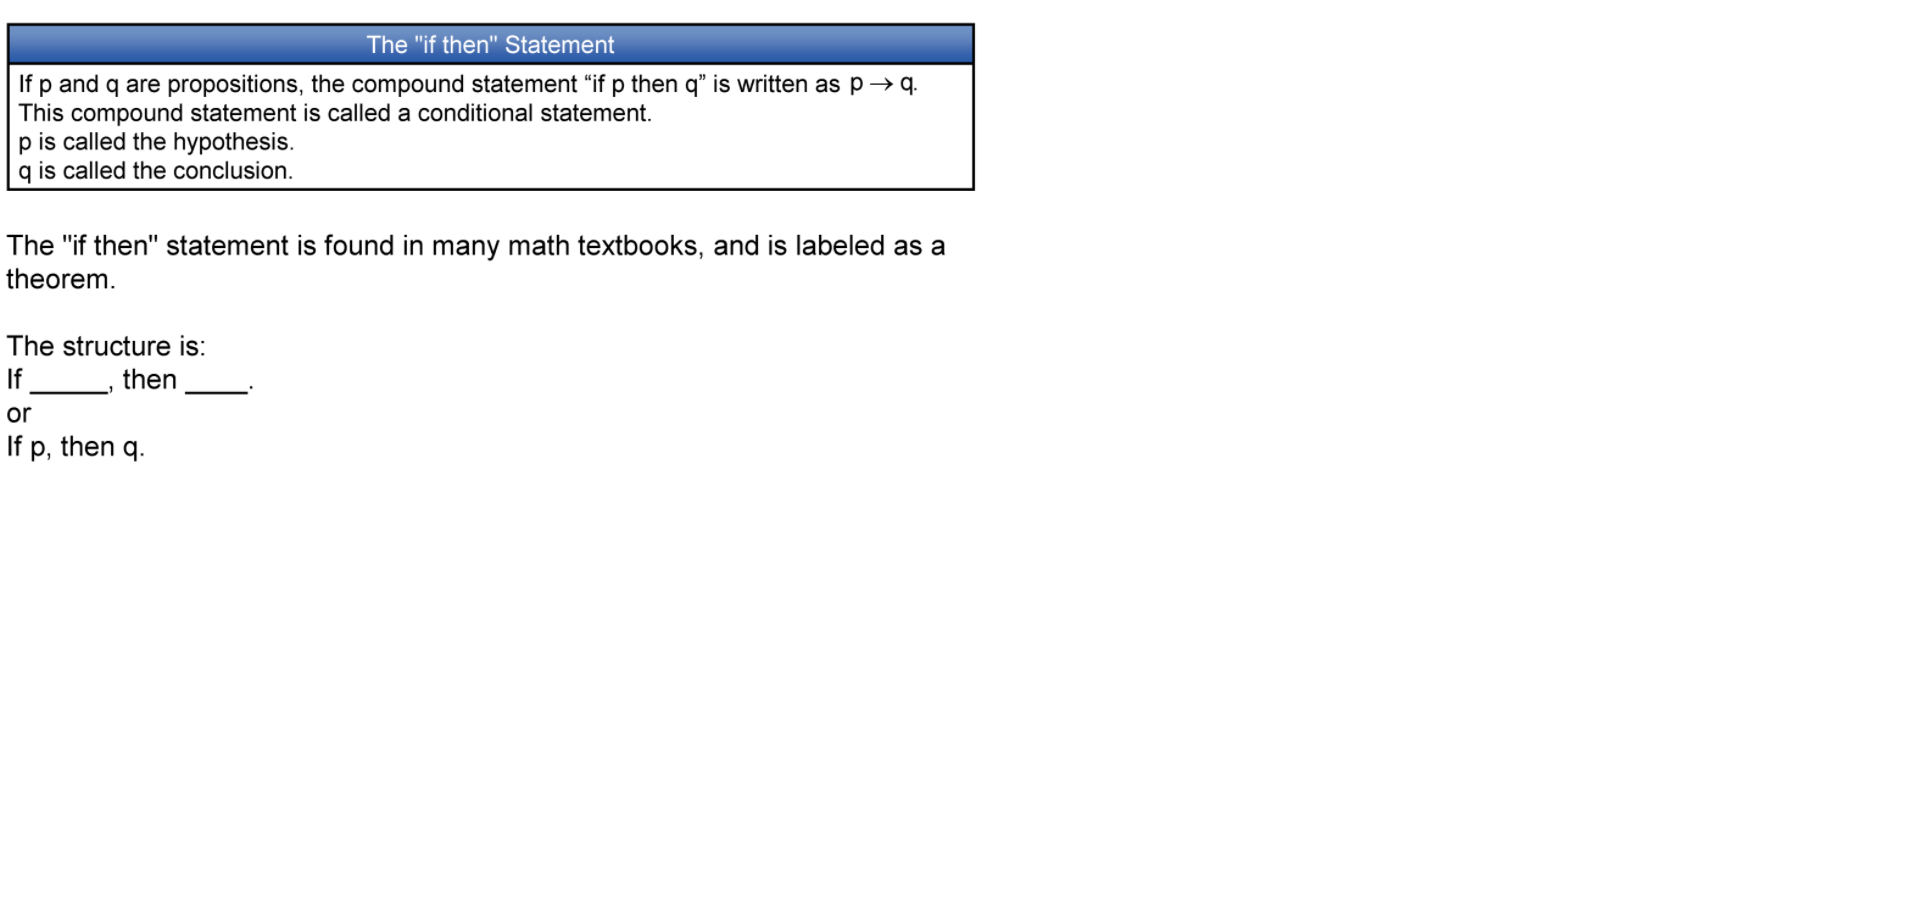 The "if then" Statement
If p and q are propositions, the compound statement “if p then q” is written as p → q.
This compound statement is called a conditional statement.
p is called the hypothesis.
q is called the conclusion.
The "if then" statement is found in many math textbooks, and is labeled as a
theorem.
The structure is:
If _____, then ____.
or
If p, then q.